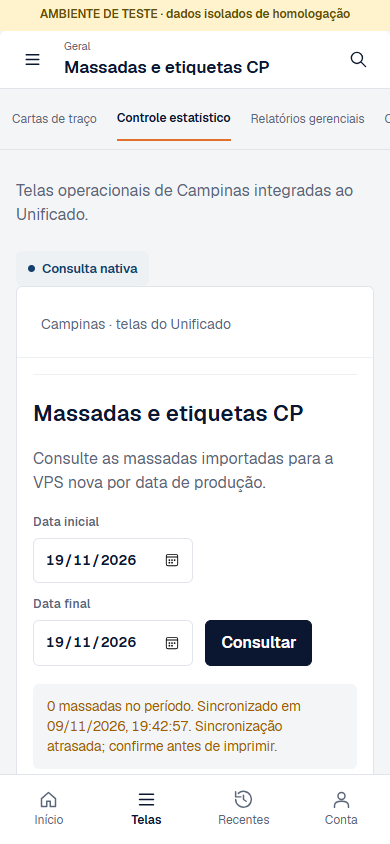 AMBIENTE DE TESTE · dados isolados de homologação
Geral
Massadas e etiquetas CP
Cartas de traço
Controle estatístico
Relatórios gerenciais
Telas operacionais de Campinas integradas ao
Unificado.
Consulta nativa
Campinas · telas do Unificado
Massadas e etiquetas CP
Consulte as massadas importadas para a
VPS nova por data de produção.
Data inicial
19/11/2026
Data final
19/11/2026
Consultar
0 massadas no período. Sincronizado em
09/11/2026, 19:42:57. Sincronização
atrasada; confirme antes de imprimir.
Início
Telas
Recentes
Conta